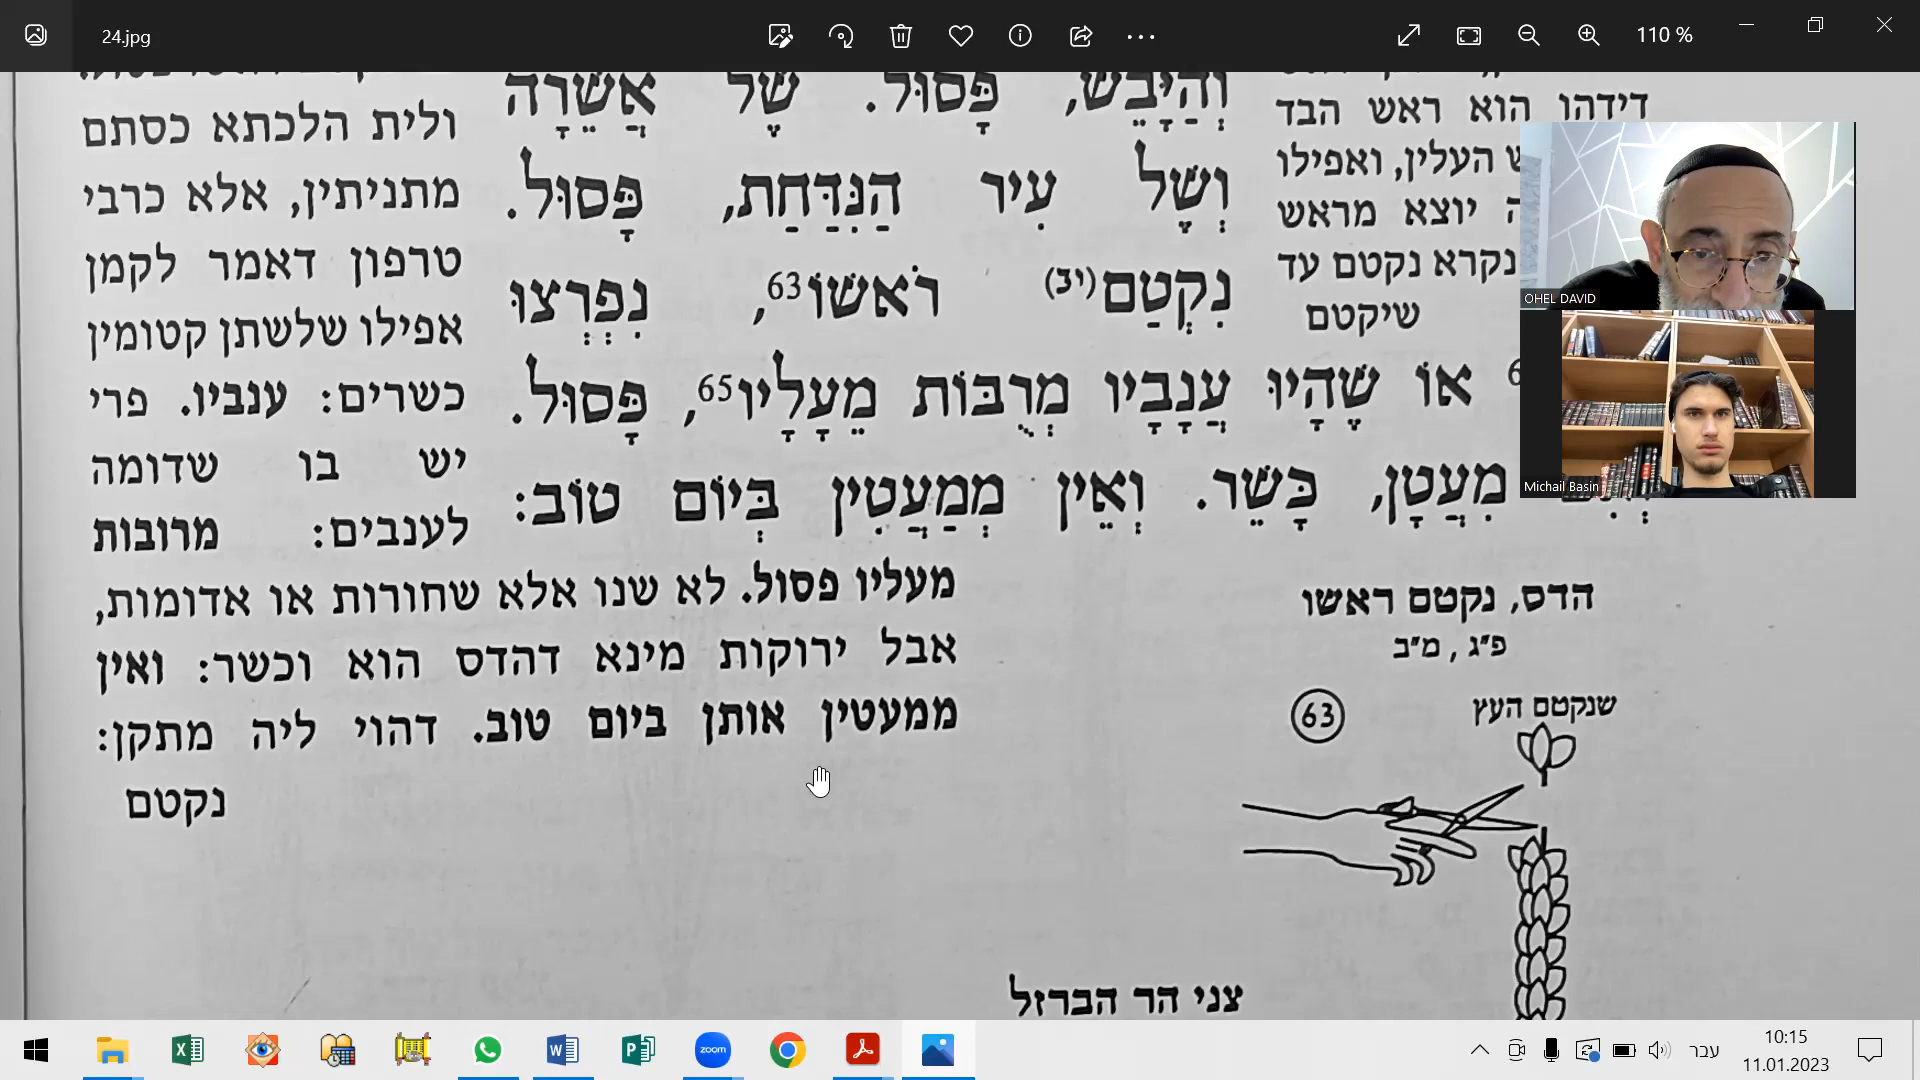 24.jpg
110 %
וְהַיָּבֵשׁ, פָּסוּל. שֶׁל אֲשֵׁרָה
וְשֶׁל עִיר הַנִּדַּחַת, פָּסוּל.
נִקְטַם(יב) רֹאשׁוֹ63, נִפְרְצוּ
אוֹ שֶׁהָיוּ עֲנָבָיו מְרֻבּוֹת מֵעָלָיו65, פָּסוּל.
מִעֲטָן, כָּשֵׁר. וְאֵין מְמַעֲטִין בְּיוֹם טוֹב:
דידהו הוא ראש הבד
העלין, ואפילו
יוצא מראש
נקרא נקטם עד
שיקטם
ולית הלכתא כסתם
מתניתין, אלא כרבי
טרפון דאמר לקמן
אפילו שלשתן קטומין
כשרים: ענביו. פרי
יש בו שדומה
לענבים: מרובות
מעליו פסול. לא שנו אלא שחורות או אדומות,
אבל ירוקות מינא דהדס הוא וכשר: ואין
ממעטין אותן ביום טוב. דהוי ליה מתקן:
נקטם
הדס, נקטם ראשו
פ״ג, מ״ב
שנקטם העץ
63
צני הר הברזל
OHEL DAVID
Michail Basin
zoom
עבר
10:15
11.01.2023